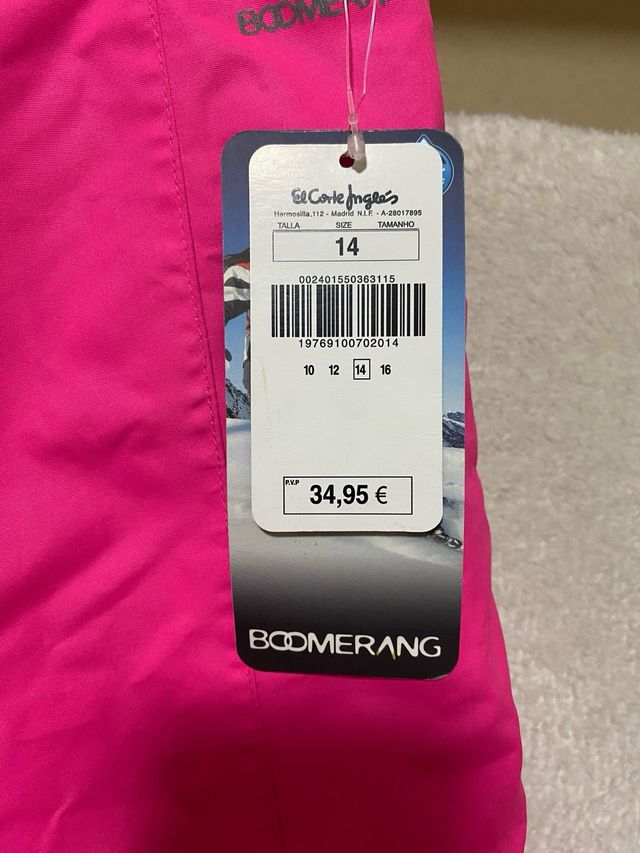 BOOMERANG
El Corte Inglés
Hermosilla,112 - Madrid N.I.F. - A-28017895
TALLA SIZE TAMANHO
14
002401550363115
19769100702014
10 12 14 16
P.V.P
34,95 €
BOOMERANG